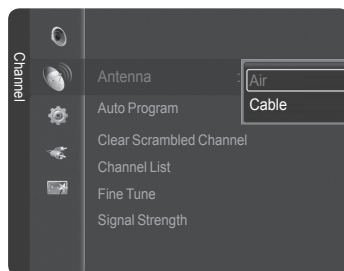 Channel
Antenna : Air
Cable
Auto Program
Clear Scrambled Channel
Channel List
Fine Tune
Signal Strength